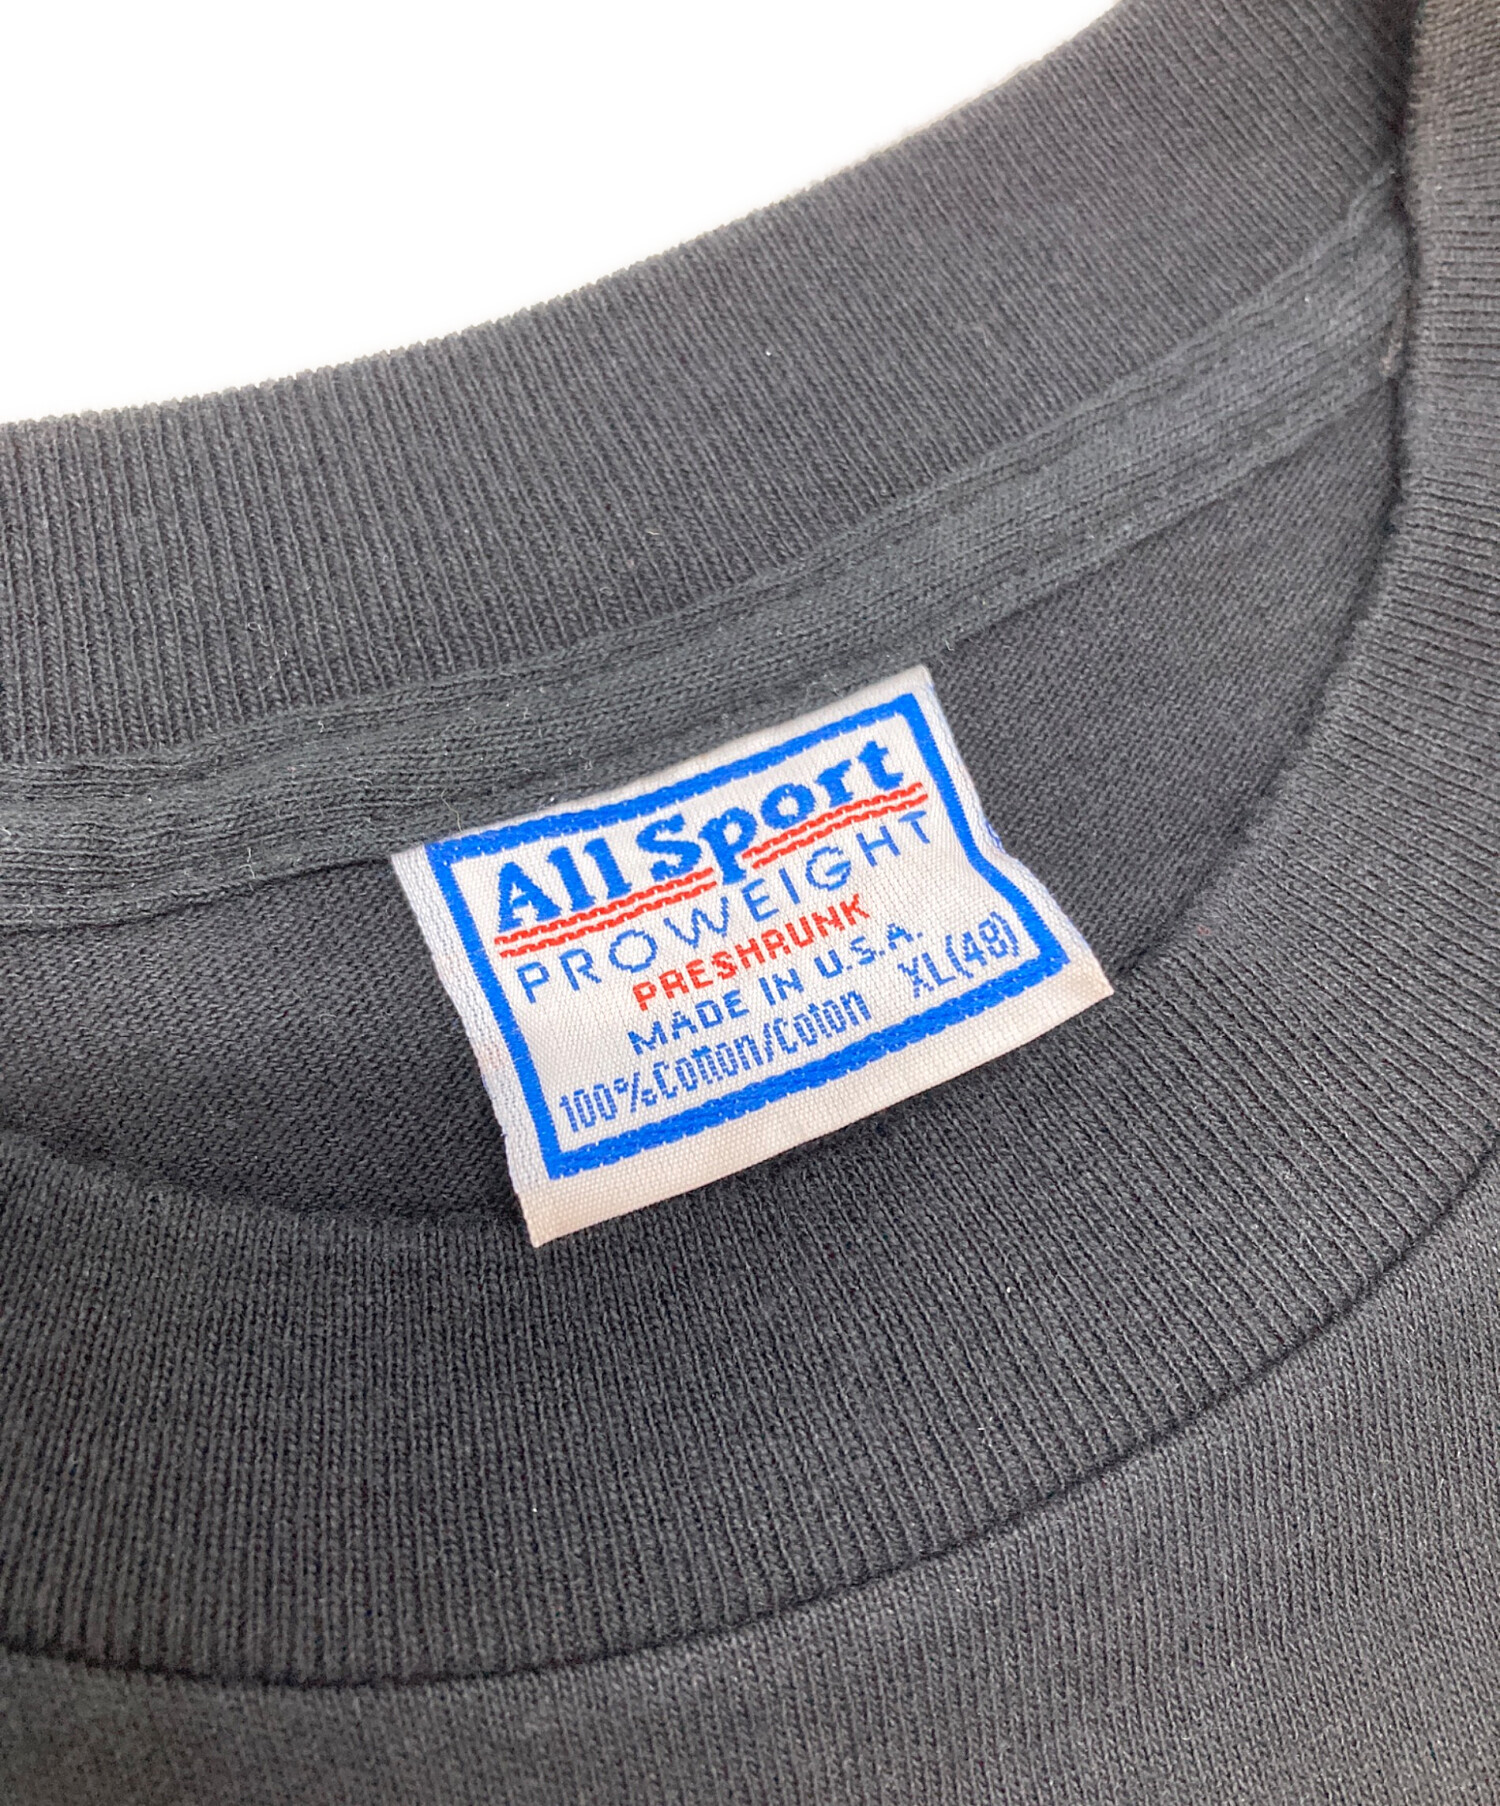 All Sport
PROWEIGHT
PRESHRUNK
MADE IN U.S.A.
100%Cotton/Coton XL(48)